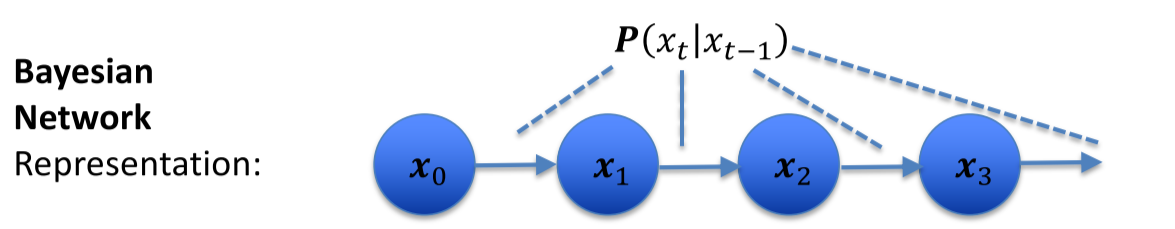 P(xₜ|xₜ₋₁)
Bayesian
Network
Representation:
x₀ x₁ x₂ x₃